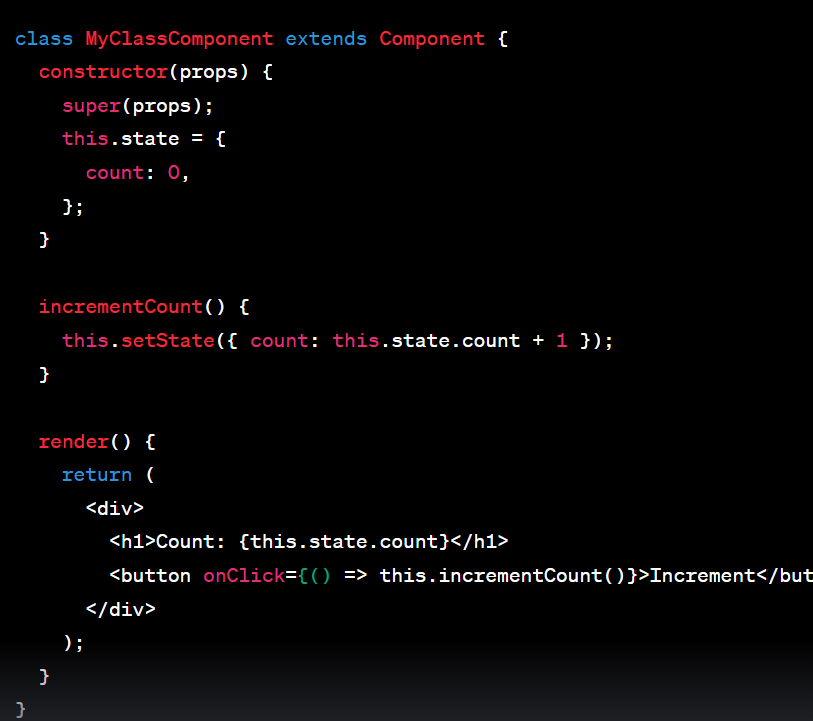 class MyClassComponent extends Component {
  constructor(props) {
    super(props);
    this.state = {
      count: 0,
    };
  }

  incrementCount() {
    this.setState({ count: this.state.count + 1 });
  }

  render() {
    return (
      <div>
        <h1>Count: {this.state.count}</h1>
        <button onClick={() => this.incrementCount()}>Increment</but
      </div>
    );
  }
}